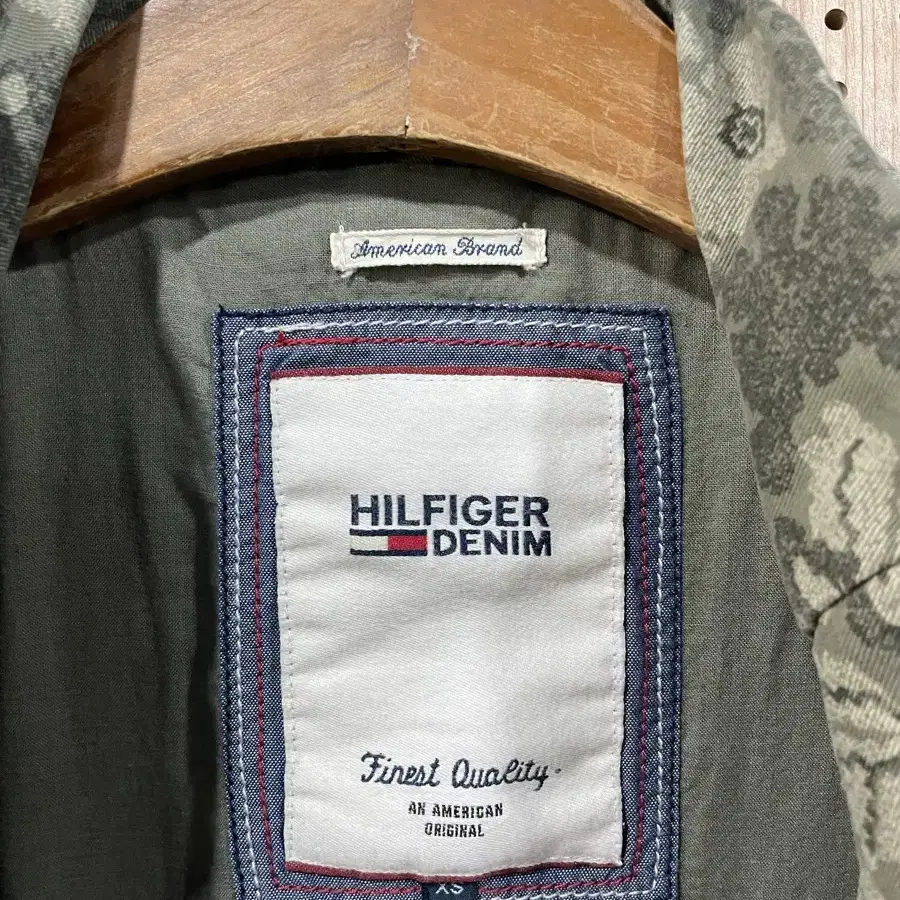 American Brand
HILFIGER
DENIM
Finest Quality.
AN AMERICAN
ORIGINAL
XS